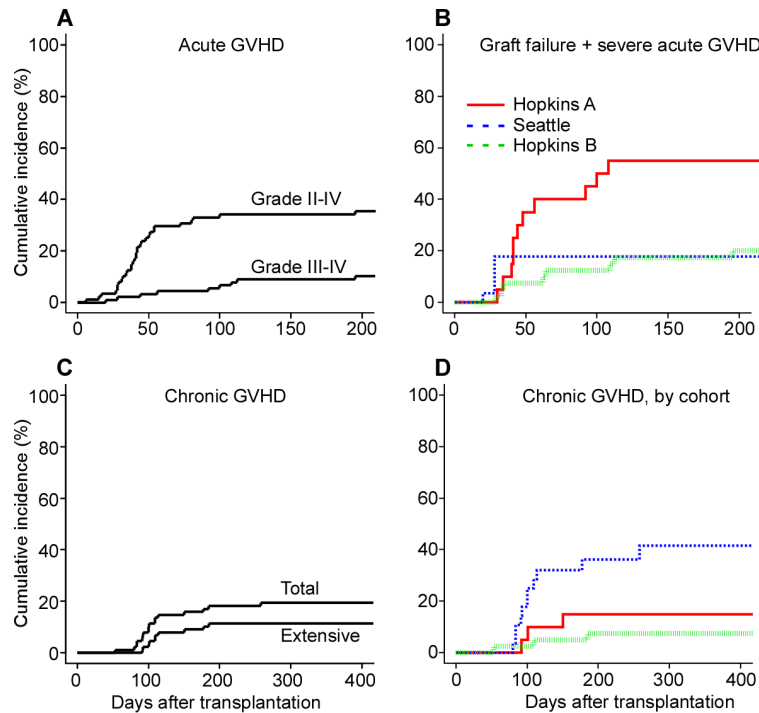 A
Acute GVHD
Cumulative incidence (%)
100
80
60
40
20
0
Grade II-IV
Grade III-IV
0 50 100 150 200
B
Graft failure + severe acute GVHD
100
80
60
40
20
0
Hopkins A
Seattle
Hopkins B
0 50 100 150 200
C
Chronic GVHD
Cumulative incidence (%)
100
80
60
40
20
0
Total
Extensive
0 100 200 300 400
Days after transplantation
D
Chronic GVHD, by cohort
100
80
60
40
20
0
0 100 200 300 400
Days after transplantation